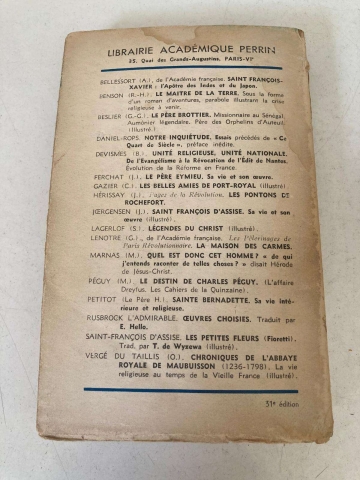 LIBRAIRIE ACADÉMIQUE PERRIN
35, Quai des Grands-Augustins, PARIS-VIᵉ
BELLESSORT (A.), de l'Académie française. SAINT FRANÇOIS-
XAVIER : l'Apôtre des Indes et du Japon.
BENSON (R.-H.). LE MAITRE DE LA TERRE. Sous la forme
d'un roman d'aventures, parabole illustrant la crise
religieuse à venir.
BESLIER (G.-G.). LE PÈRE BROTTIER. Missionnaire au Sénégal.
Aumônier légendaire. Père des Orphelins d'Auteuil
(illustré).
DANIEL-ROPS. NOTRE INQUIÉTUDE. Essais précédés de « Ce
Quart de Siècle », préface inédite.
DEVISMES (B.). UNITÉ RELIGIEUSE, UNITÉ NATIONALE.
De l'Évangélisme à la Révocation de l'Édit de Nantes.
Évolution de la Réforme en France.
FERCHAT (J.). LE PÈRE EYMIEU. Sa vie et son œuvre.
GAZIER (C.). LES BELLES AMIES DE PORT-ROYAL (illustré)
HÉRISSAY (J.). Pages de la Révolution. LES PONTONS DE
ROCHEFORT.
JŒRGENSEN (J.). SAINT FRANÇOIS D'ASSISE. Sa vie et son
œuvre (illustré)
LAGERLOF (S.). LÉGENDES DU CHRIST (illustré)
LENOTRE (G.), de l'Académie française. Les Pèlerinages de
Paris Révolutionnaire. LA MAISON DES CARMES.
MARNAS (M.). QUEL EST DONC CET HOMME ? « de qui
j'entends raconter de telles choses ? » disait Hérode
de Jésus-Christ.
PÉGUY (M.). LE DESTIN DE CHARLES PÉGUY. (L'affaire
Dreyfus. Les Cahiers de la Quinzaine).
PETITOT (Le Père H.). SAINTE BERNADETTE. Sa vie inté-
rieure et religieuse.
RUSBROCK L'ADMIRABLE. ŒUVRES CHOISIES. Traduit par
E. Hello.
SAINT-FRANÇOIS D'ASSISE. LES PETITES FLEURS (Fioretti).
Trad. par T. de Wyzewa (illustré).
VERGÉ DU TAILLIS (O.). CHRONIQUES DE L'ABBAYE
ROYALE DE MAUBUISSON (1236-1798). La vie
religieuse au temps de la Vieille France (illustré).
31ᵉ édition